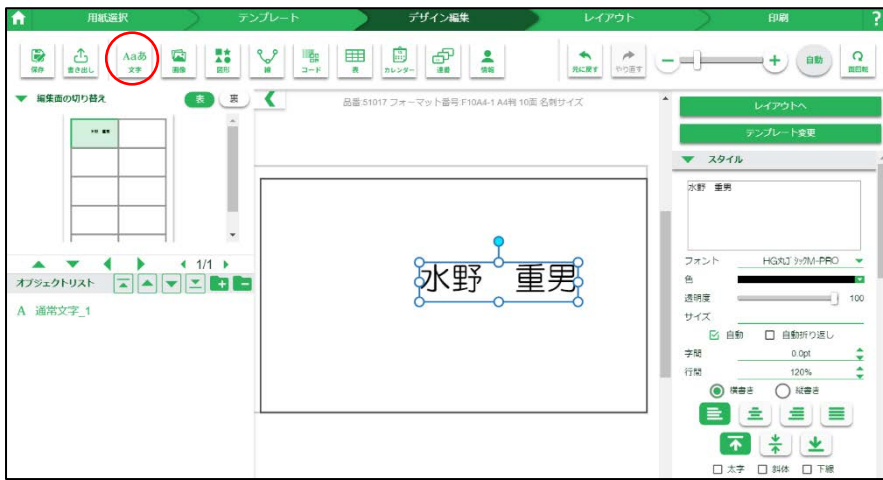 用紙選択
テンプレート
デザイン編集
レイアウト
印刷
?
保存
書き出し
Aaあ
文字
画像
図形
線
コード
表
カレンダー
連番
情報
元に戻す
やり直す
自動
面回転
編集面の切り替え
表
裏
品番:51017 フォーマット番号:F10A4-1 A4判 10面 名刺サイズ
レイアウトへ
テンプレート変更
スタイル
水野 重男
水野 重男
水野 重男
1/1
オブジェクトリスト
A 通常文字_1
フォント
HG丸ゴシックM-PRO
色
透明度
100
サイズ
自動
自動折り返し
字間
0.0pt
行間
120%
横書き
縦書き
太字
斜体
下線